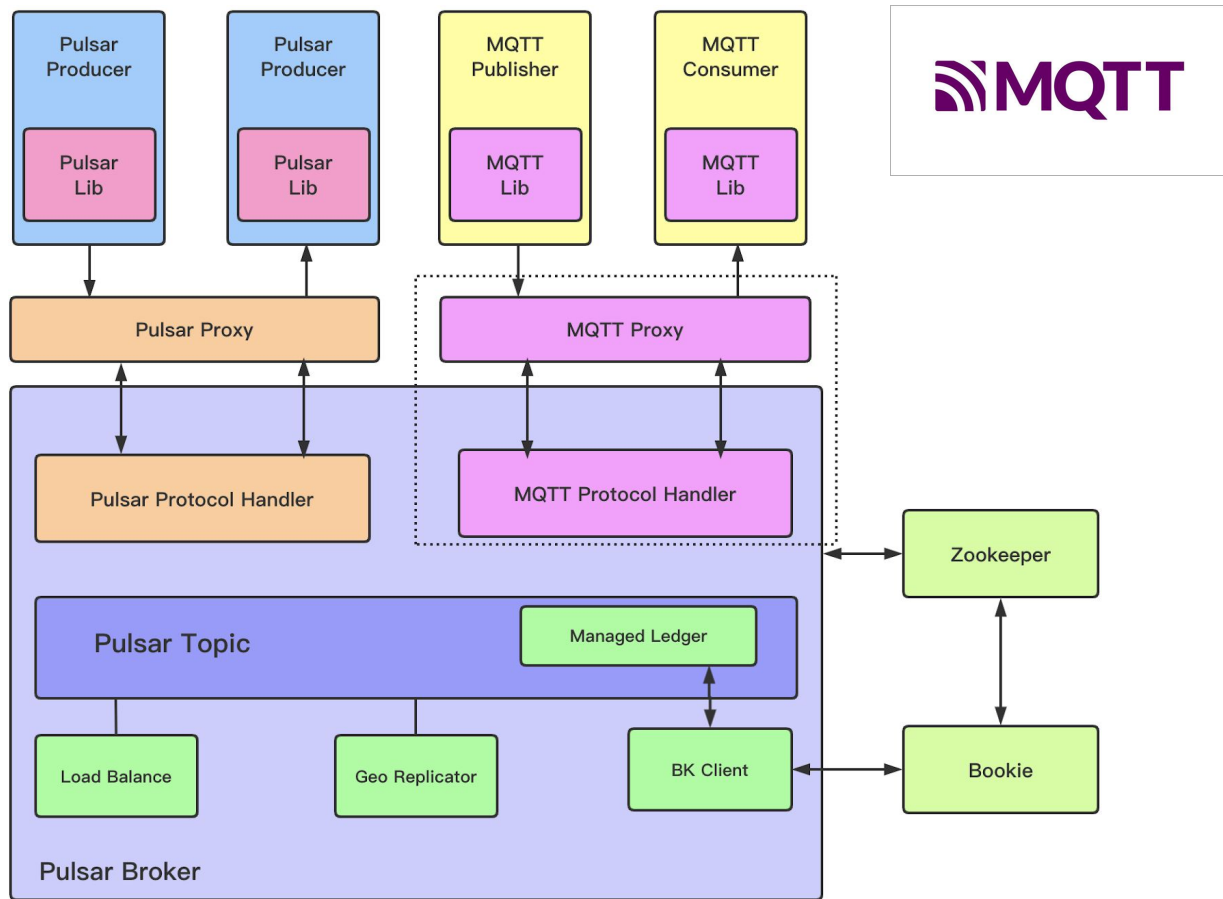 Pulsar
Producer
Pulsar
Lib
Pulsar
Producer
Pulsar
Lib
MQTT
Publisher
MQTT
Lib
MQTT
Consumer
MQTT
Lib
MQTT
Pulsar Proxy
MQTT Proxy
Pulsar Protocol Handler
MQTT Protocol Handler
Zookeeper
Pulsar Topic
Managed Ledger
Load Balance
Geo Replicator
BK Client
Bookie
Pulsar Broker